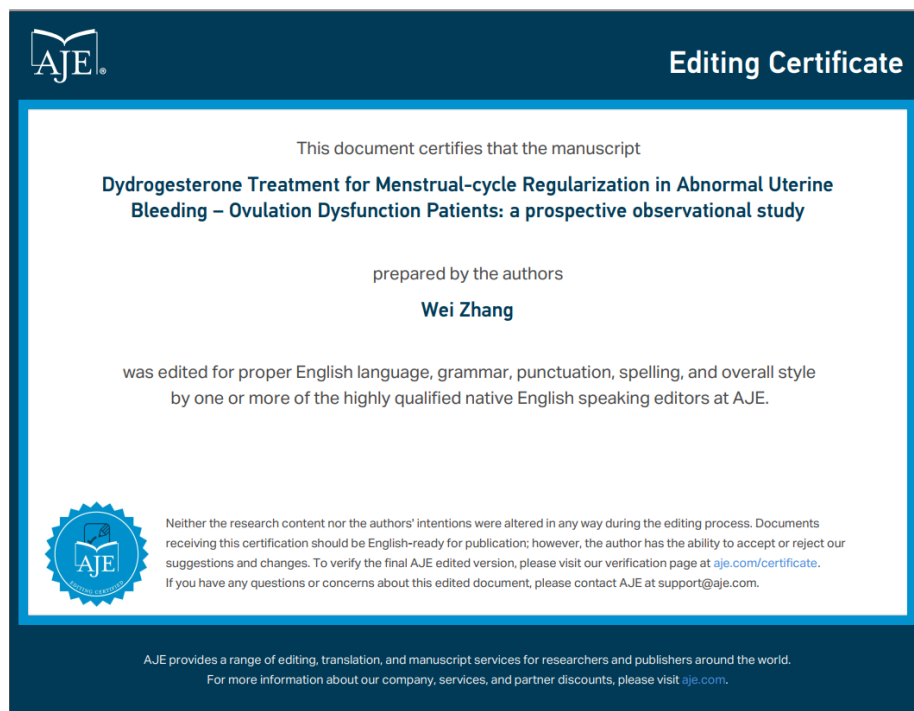 AJE®
Editing Certificate
This document certifies that the manuscript
Dydrogesterone Treatment for Menstrual-cycle Regularization in Abnormal Uterine
Bleeding – Ovulation Dysfunction Patients: a prospective observational study
prepared by the authors
Wei Zhang
was edited for proper English language, grammar, punctuation, spelling, and overall style
by one or more of the highly qualified native English speaking editors at AJE.
AJE
EDITING CERTIFIED
Neither the research content nor the authors' intentions were altered in any way during the editing process. Documents
receiving this certification should be English-ready for publication; however, the author has the ability to accept or reject our
suggestions and changes. To verify the final AJE edited version, please visit our verification page at aje.com/certificate.
If you have any questions or concerns about this edited document, please contact AJE at support@aje.com.
AJE provides a range of editing, translation, and manuscript services for researchers and publishers around the world.
For more information about our company, services, and partner discounts, please visit aje.com.